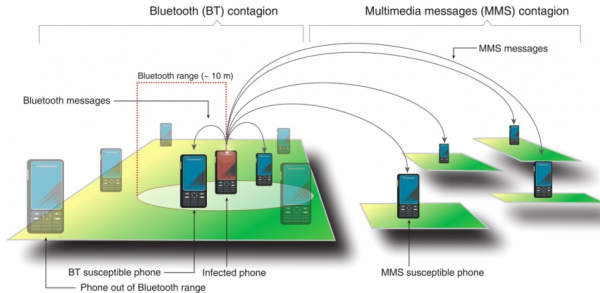 Bluetooth (BT) contagion
Multimedia messages (MMS) contagion
MMS messages
Bluetooth range (~ 10 m)
Bluetooth messages
BT susceptible phone
Infected phone
MMS susceptible phone
Phone out of Bluetooth range